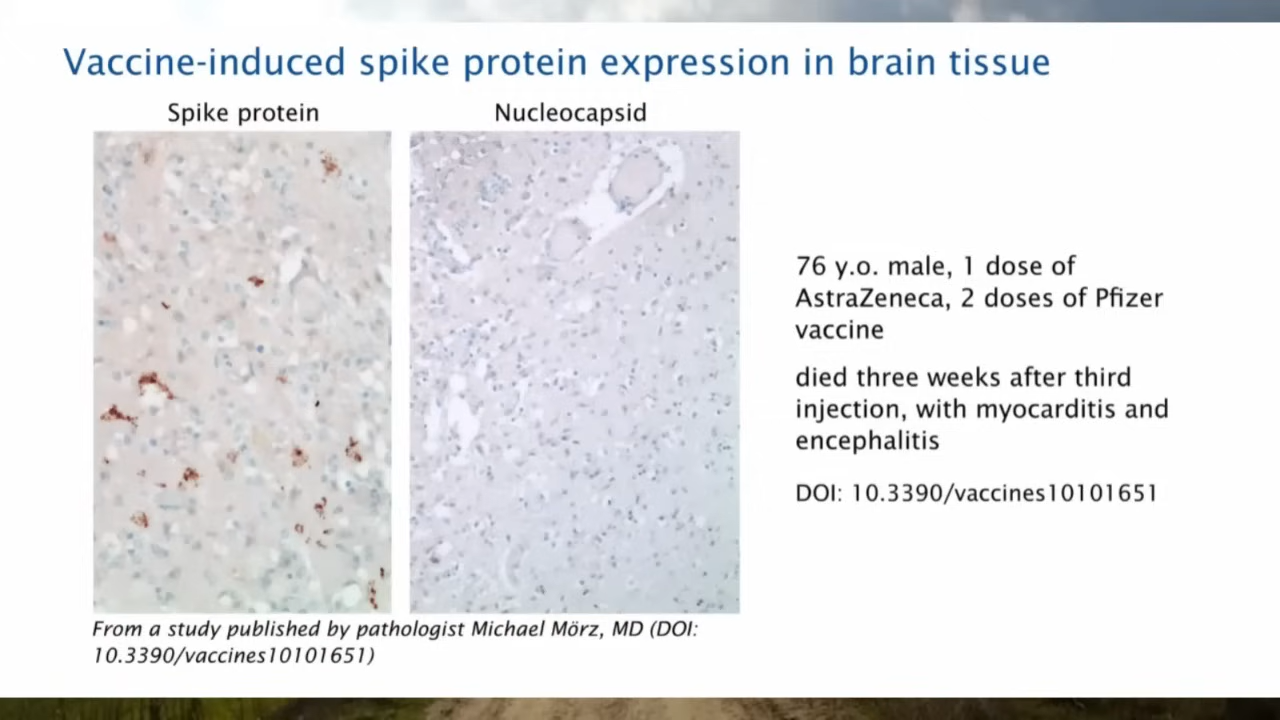 Vaccine-induced spike protein expression in brain tissue
Spike protein
Nucleocapsid
76 y.o. male, 1 dose of
AstraZeneca, 2 doses of Pfizer
vaccine
died three weeks after third
injection, with myocarditis and
encephalitis
DOI: 10.3390/vaccines10101651
From a study published by pathologist Michael Mörz, MD (DOI:
10.3390/vaccines10101651)